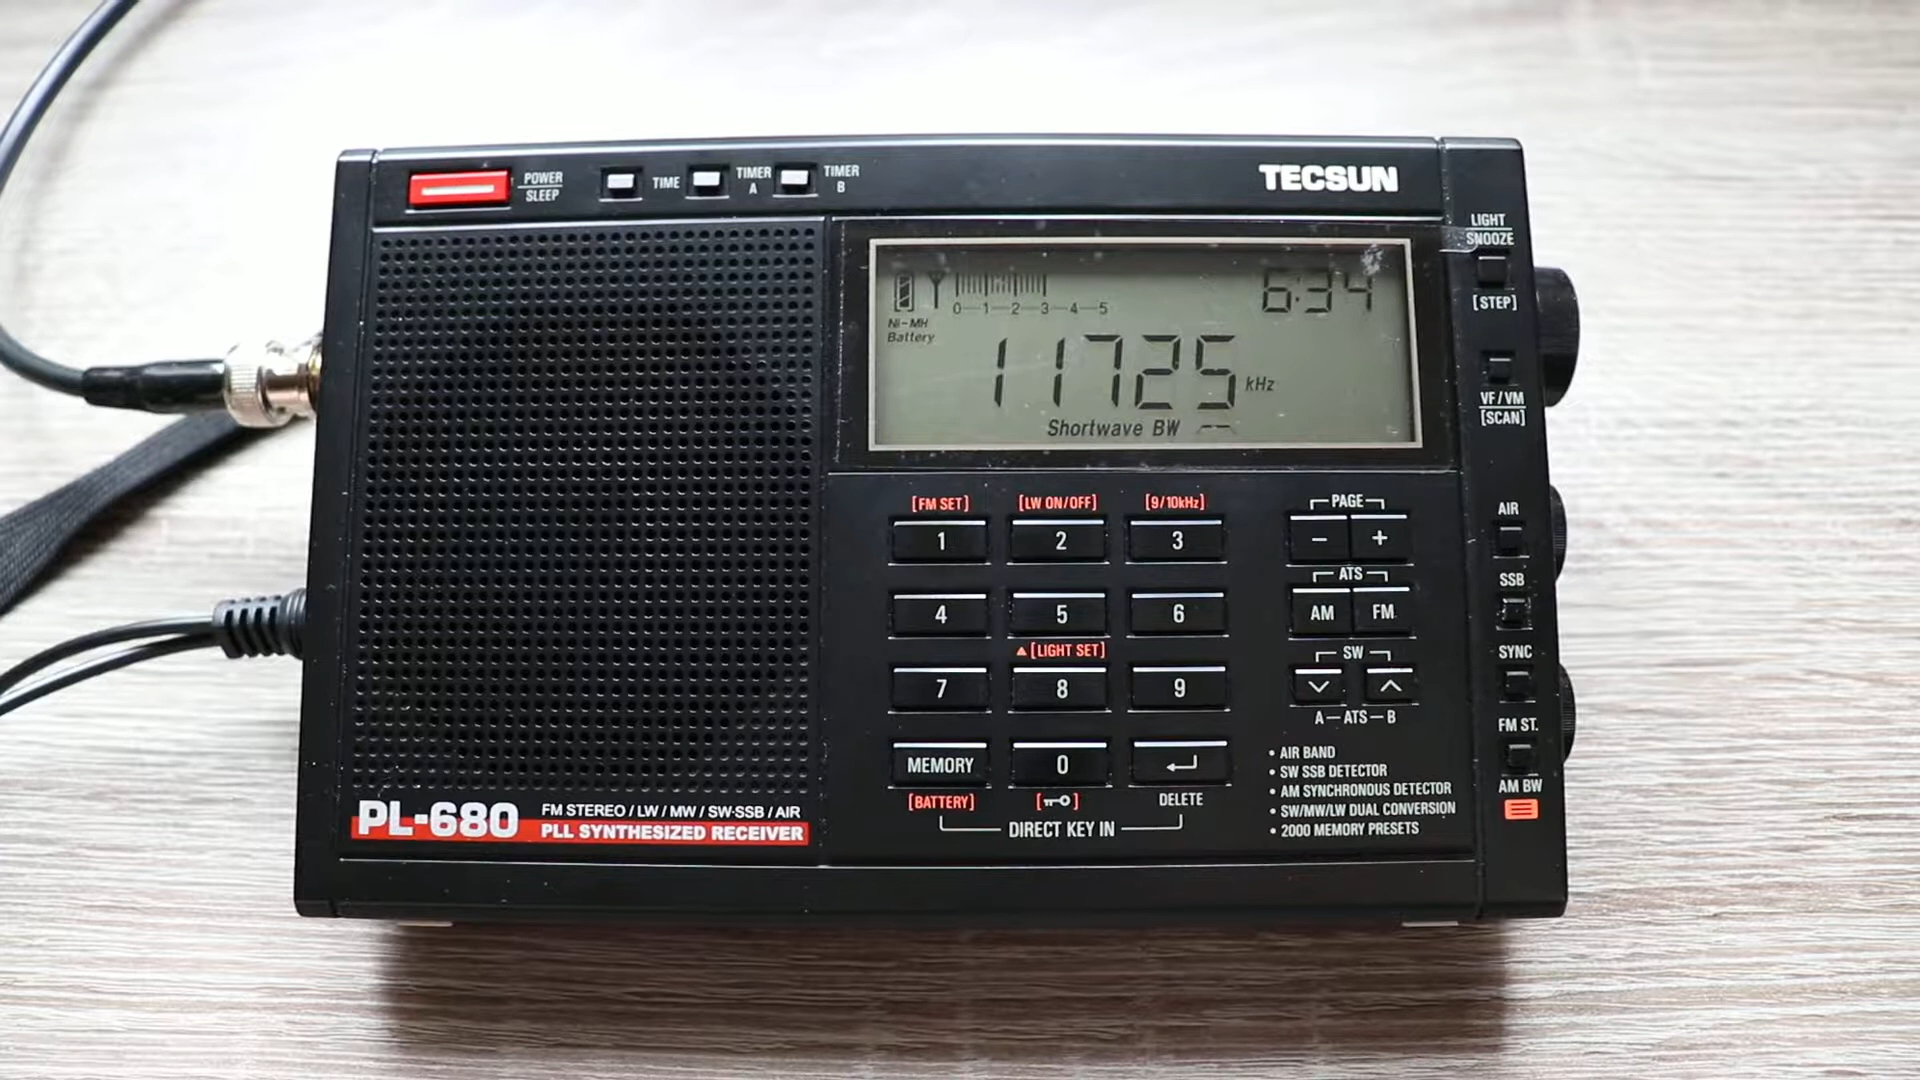 POWER
SLEEP
TIME
TIMER
A
TIMER
B
TECSUN
LIGHT
SNOOZE
[STEP]
0—1—2—3—4—5
6:34
Ni-MH
Battery
11725 kHz
Shortwave BW
VF/VM
[SCAN]
[FM SET] [LW ON/OFF] [9/10kHz]
1 2 3
PAGE
− +
AIR
ATS
AM FM
4 5 6
SSB
[LIGHT SET]
SW
SYNC
7 8 9
A—ATS—B
FM ST.
MEMORY 0
[BATTERY] DELETE
DIRECT KEY IN
• AIR BAND
• SW SSB DETECTOR
• AM SYNCHRONOUS DETECTOR
• SW/MW/LW DUAL CONVERSION
• 2000 MEMORY PRESETS
AM BW
PL-680
FM STEREO / LW / MW / SW-SSB / AIR
PLL SYNTHESIZED RECEIVER